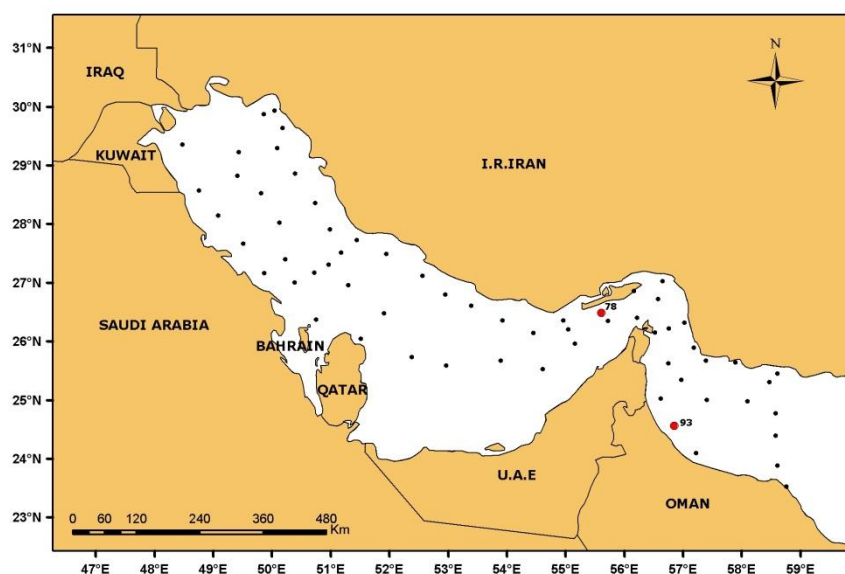 N
31°N
IRAQ
30°N
KUWAIT
29°N
I.R.IRAN
28°N
27°N
78
SAUDI ARABIA
26°N
BAHRAIN
QATAR
25°N
93
24°N
U.A.E
OMAN
23°N
0 60 120 240 360 480
Km
47°E 48°E 49°E 50°E 51°E 52°E 53°E 54°E 55°E 56°E 57°E 58°E 59°E